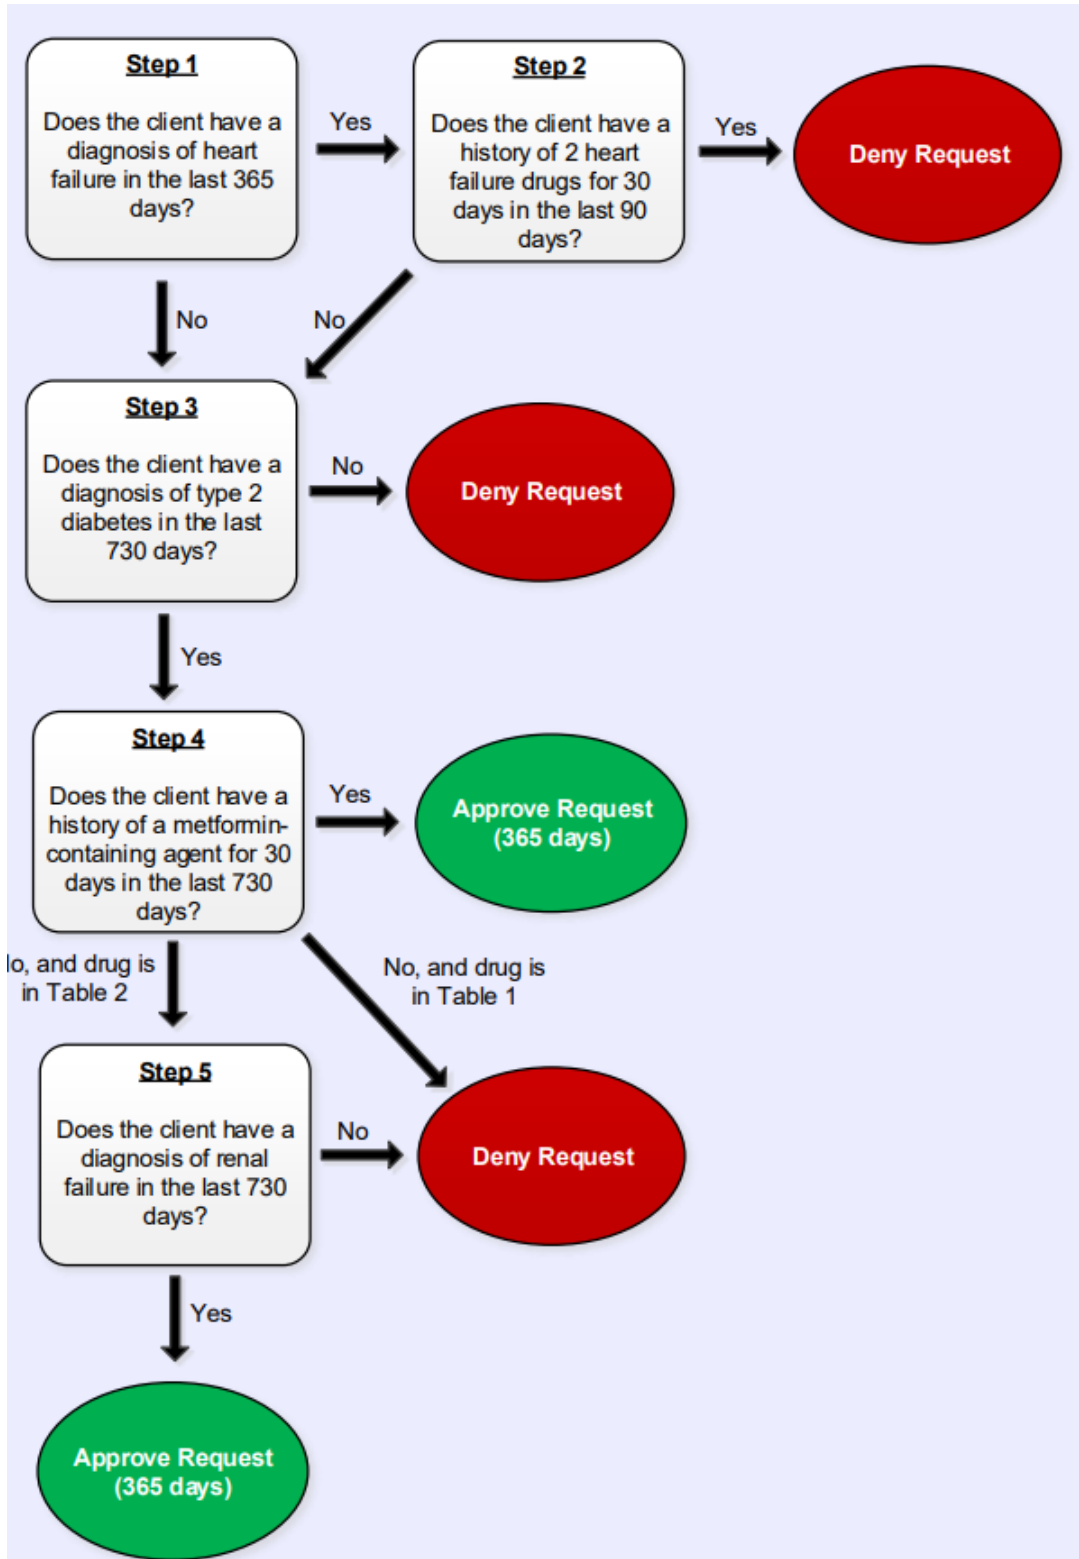 Step 1
Does the client have a
diagnosis of heart
failure in the last 365
days?
Yes
Step 2
Does the client have a
history of 2 heart
failure drugs for 30
days in the last 90
days?
Yes
Deny Request
No
No
Step 3
Does the client have a
diagnosis of type 2
diabetes in the last
730 days?
No
Deny Request
Yes
Step 4
Does the client have a
history of a metformin-
containing agent for 30
days in the last 730
days?
Yes
Approve Request
(365 days)
o, and drug is
in Table 2
No, and drug is
in Table 1
Step 5
Does the client have a
diagnosis of renal
failure in the last 730
days?
No
Deny Request
Yes
Approve Request
(365 days)